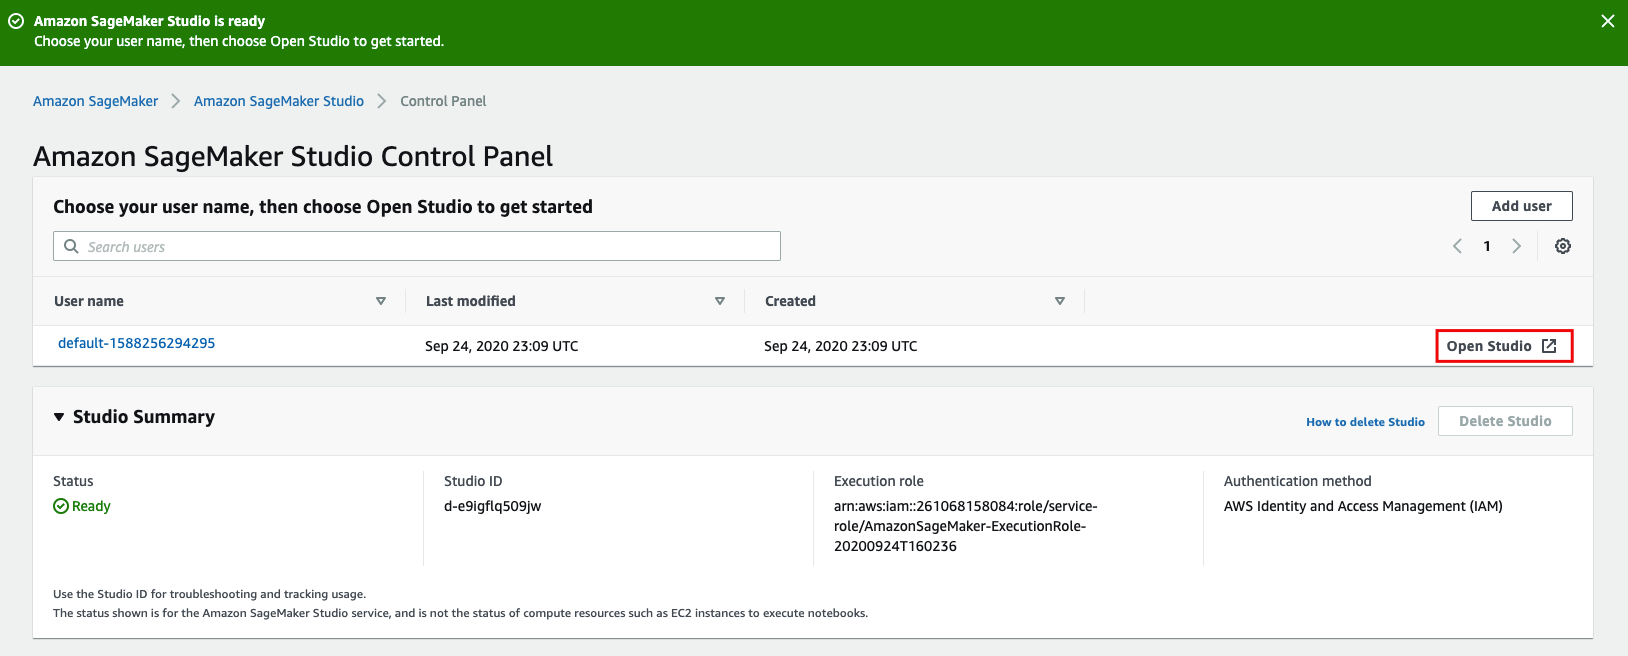 Amazon SageMaker Studio is ready
Choose your user name, then choose Open Studio to get started.
Amazon SageMaker > Amazon SageMaker Studio > Control Panel
Amazon SageMaker Studio Control Panel
Choose your user name, then choose Open Studio to get started
Add user
Search users
1
User name Last modified Created
default-1588256294295 Sep 24, 2020 23:09 UTC Sep 24, 2020 23:09 UTC Open Studio
Studio Summary
How to delete Studio Delete Studio
Status
Ready
Studio ID
d-e9igflq509jw
Execution role
arn:aws:iam::261068158084:role/service-
role/AmazonSageMaker-ExecutionRole-
20200924T160236
Authentication method
AWS Identity and Access Management (IAM)
Use the Studio ID for troubleshooting and tracking usage.
The status shown is for the Amazon SageMaker Studio service, and is not the status of compute resources such as EC2 instances to execute notebooks.